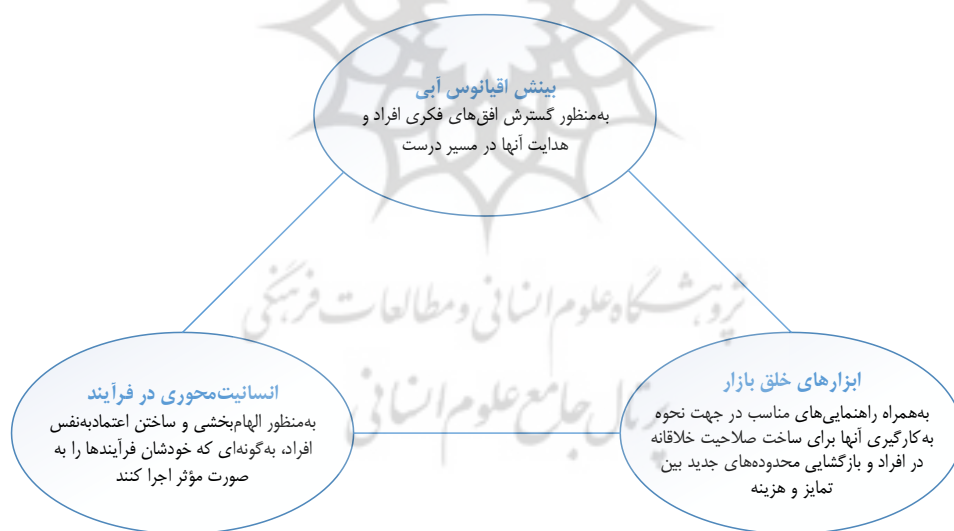 بینش اقیانوس آبی
به‌منظور گسترش افق‌های فکری افراد و
هدایت آنها در مسیر درست
پژوهشگاه علوم انسانی و مطالعات فرهنگی
پرتال جامع علوم انسانی
ابزارهای خلق بازار
به‌همراه راهنمایی‌های مناسب در جهت نحوه
به‌کارگیری آنها برای ساخت صلاحیت خلاقانه
در افراد و بازگشایی محدوده‌های جدید بین
تمایز و هزینه
انسانیت‌محوری در فرآیند
به‌منظور الهام‌بخشی و ساختن اعتمادبه‌نفس
افراد، به‌گونه‌ای که خودشان فرآیندها را به
صورت مؤثر اجرا کنند